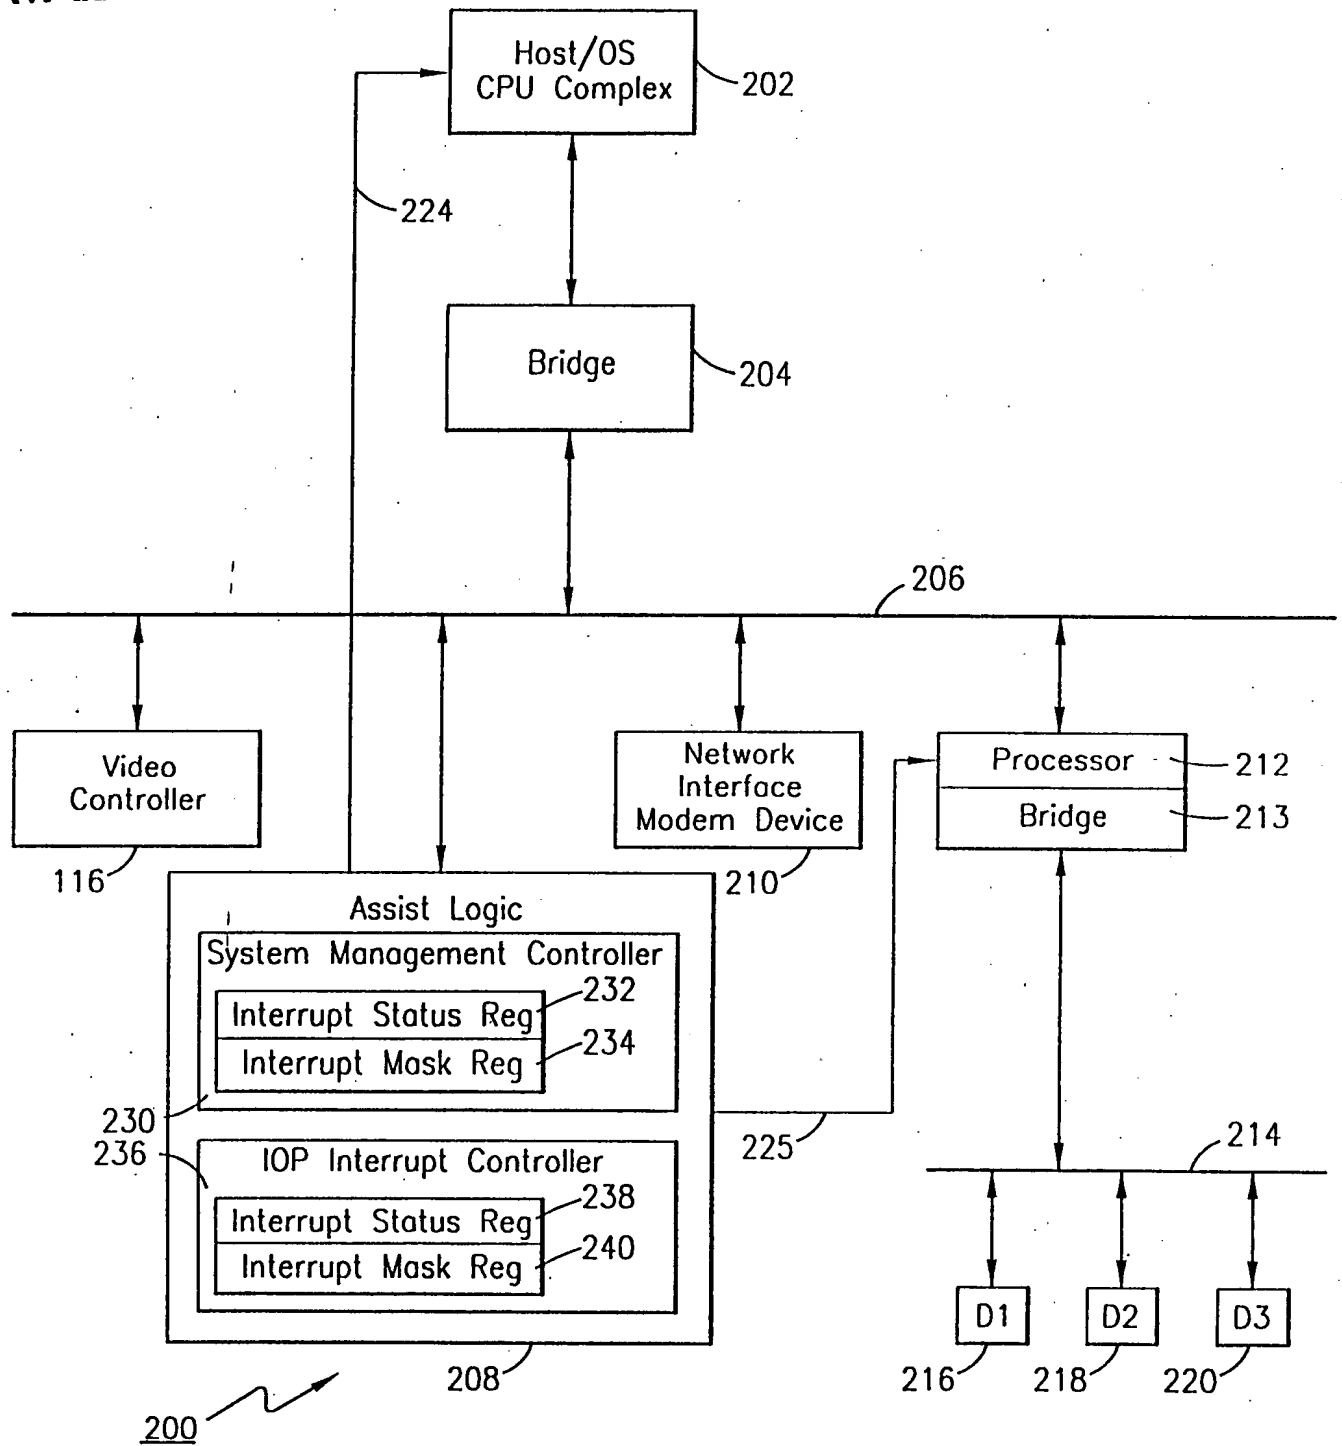 Host/OS
CPU Complex
202
224
Bridge
204
206
Video
Controller
116
Network
Interface
Modem Device
210
Processor
212
Bridge
213
Assist Logic
System Management Controller
Interrupt Status Reg
232
Interrupt Mask Reg
234
230
225
236
IOP Interrupt Controller
Interrupt Status Reg
238
Interrupt Mask Reg
240
208
214
D1
D2
D3
216
218
220
200